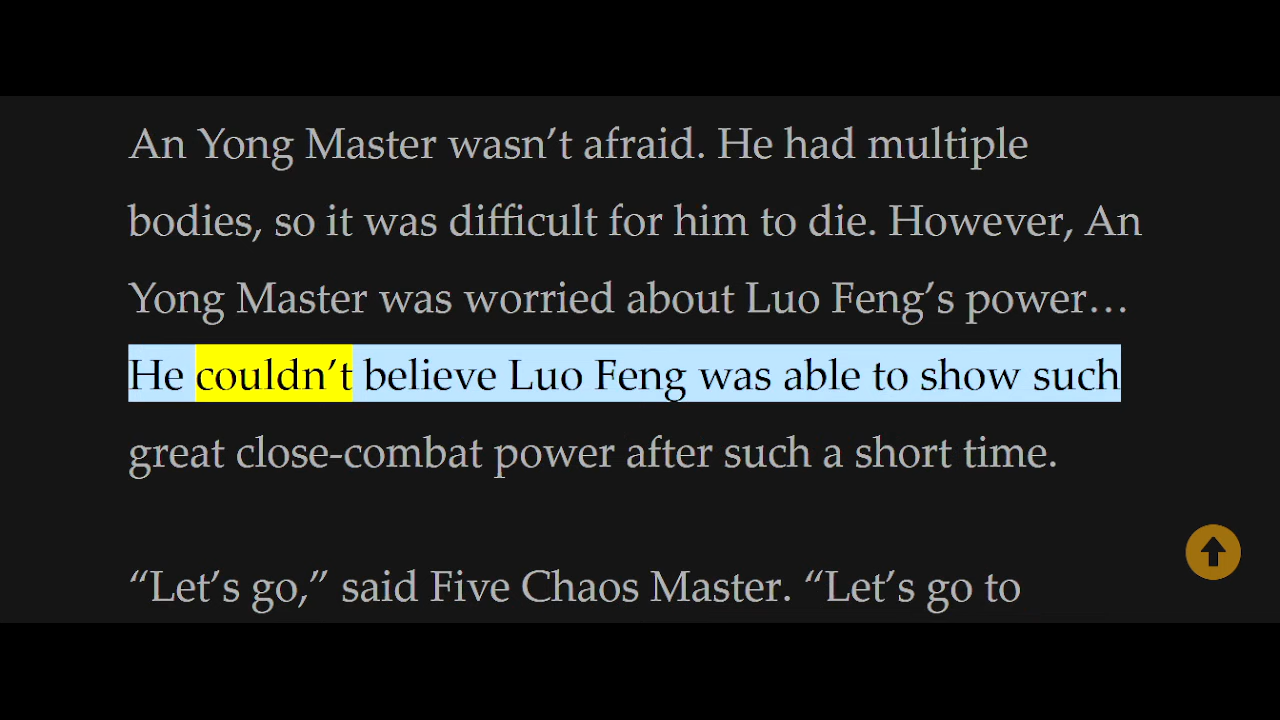 An Yong Master wasn’t afraid. He had multiple
bodies, so it was difficult for him to die. However, An
Yong Master was worried about Luo Feng’s power…
He couldn’t believe Luo Feng was able to show such
great close-combat power after such a short time.
“Let’s go,” said Five Chaos Master. “Let’s go to